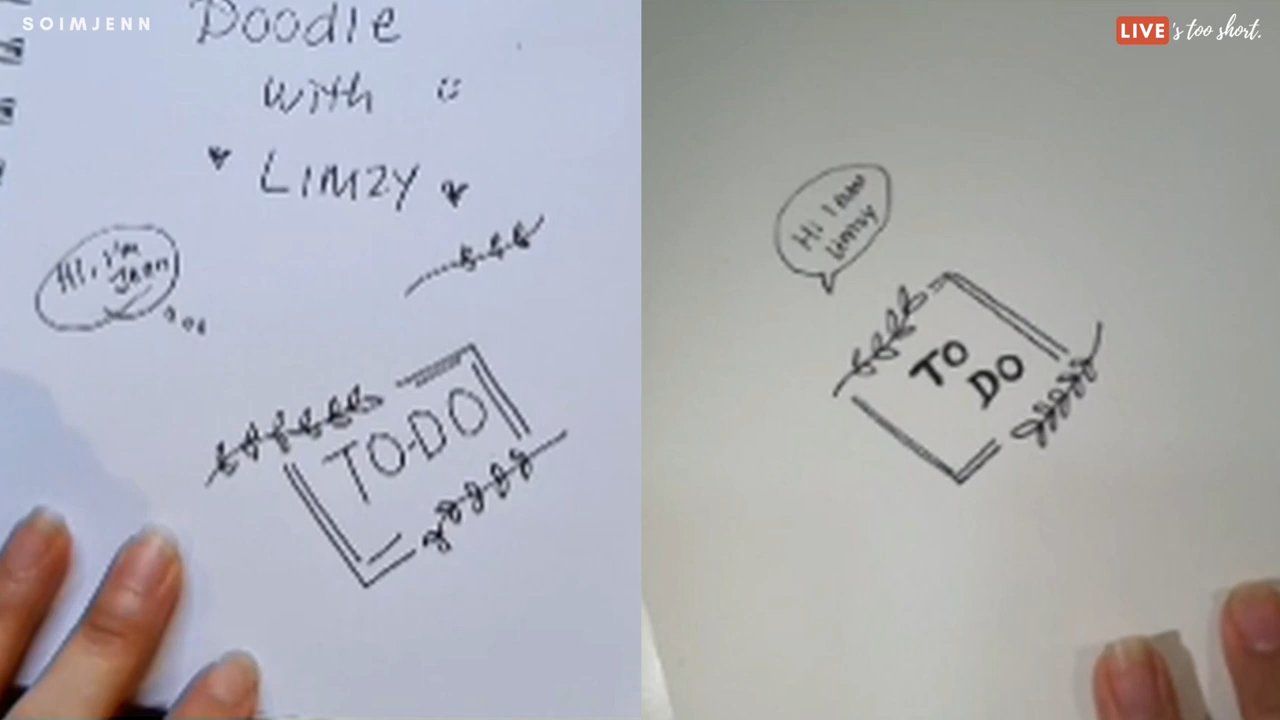 SOIMJENN
Doodle
with
LIMZY
Hi, I'm
Jenn
TO-DO
LIVE's too short.
Hi I am
Limzy
TO
DO